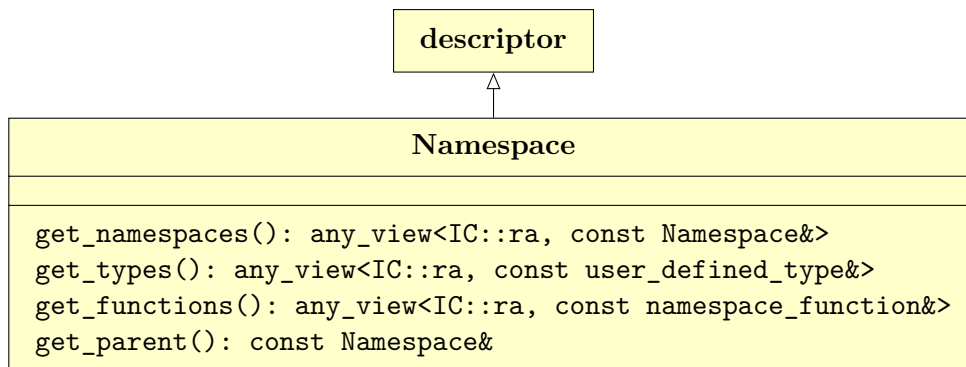 descriptor
Namespace
get_namespaces(): any_view<IC::ra, const Namespace&>
get_types(): any_view<IC::ra, const user_defined_type&>
get_functions(): any_view<IC::ra, const namespace_function&>
get_parent(): const Namespace&